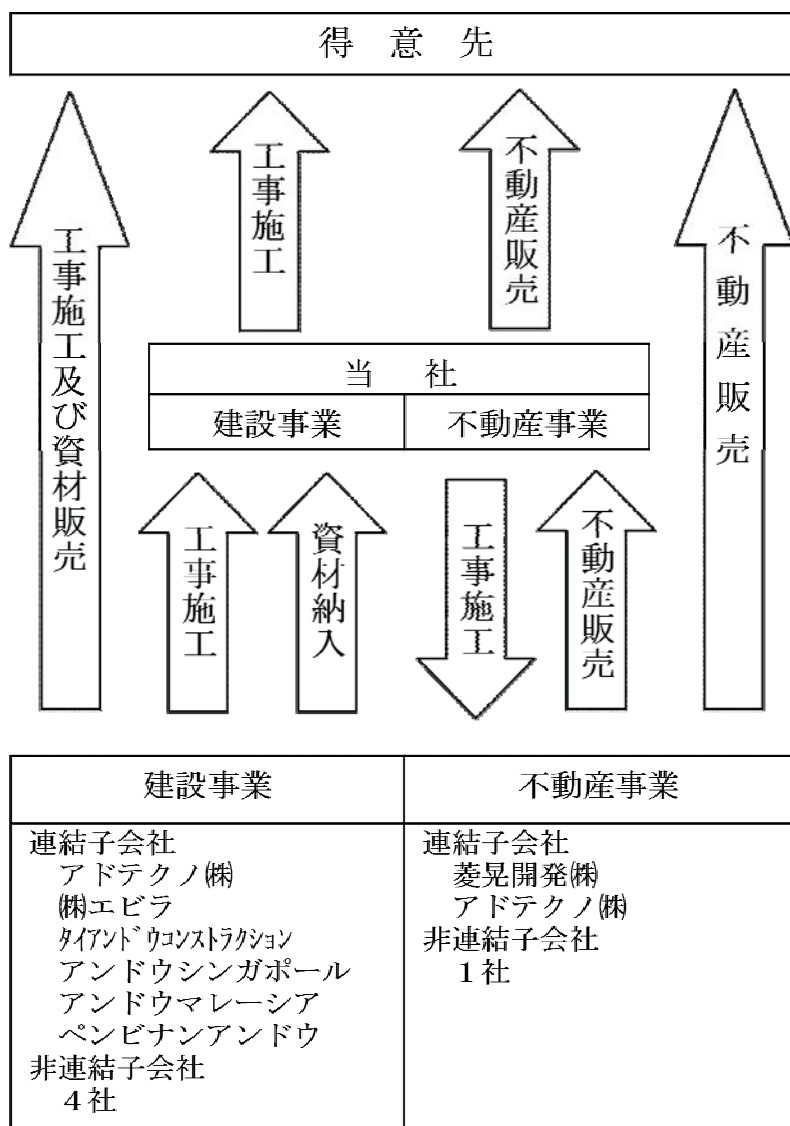 得意先
工事施工及び資材販売
工事施工
不動産販売
不動産販売
当社
建設事業
不動産事業
工事施工
資材納入
工事施工
不動産販売
建設事業
連結子会社
アドテクノ㈱
㈱エビラ
ﾀｲｱﾝﾄﾞｳｺﾝｽﾄﾗｸｼｮﾝ
アンドウシンガポール
アンドウマレーシア
ペンビナンアンドウ
非連結子会社
4社
不動産事業
連結子会社
菱晃開発㈱
アドテクノ㈱
非連結子会社
1社